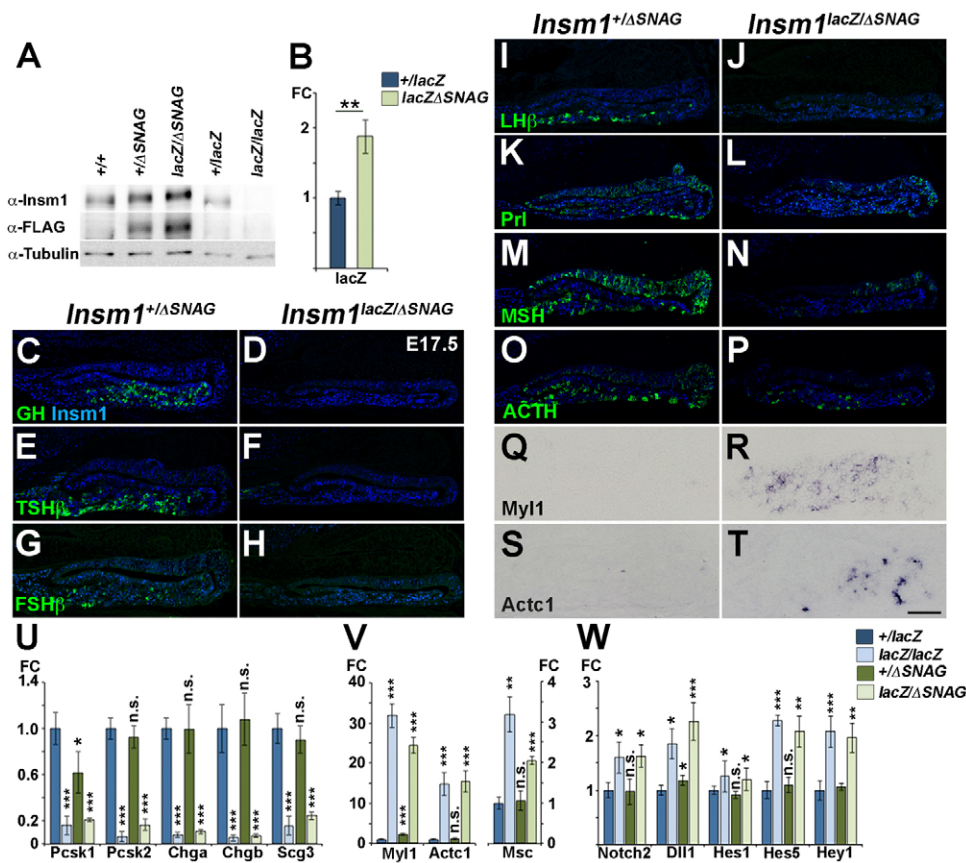 A
+/+
+/ΔSNAG
lacZ/ΔSNAG
+/lacZ
lacZ/lacZ
α-Insm1
α-FLAG
α-Tubulin
B
FC
+/lacZ
lacZΔSNAG
**
2
1
0
lacZ
Insm1+/ΔSNAG
Insm1lacZ/ΔSNAG
C
GH Insm1
D
E17.5
E
TSHβ
F
G
FSHβ
H
Insm1+/ΔSNAG
Insm1lacZ/ΔSNAG
I
LHβ
J
K
Prl
L
M
MSH
N
O
ACTH
P
Q
Myl1
R
S
Actc1
T
U
FC
1.4
1.0
0.6
0.2
0
***
*
***
***
n.s.
***
***
n.s.
***
***
n.s.
***
***
n.s.
***
Pcsk1
Pcsk2
Chga
Chgb
Scg3
V
FC
40
30
20
10
0
***
***
***
***
n.s.
***
Myl1
Actc1
FC
4
3
2
1
0
**
n.s.
***
Msc
W
FC
4
3
2
1
0
+/lacZ
lacZ/lacZ
+/ΔSNAG
lacZ/ΔSNAG
*
n.s.
*
*
*
***
*
n.s.
*
***
n.s.
**
***
**
Notch2
Dll1
Hes1
Hes5
Hey1